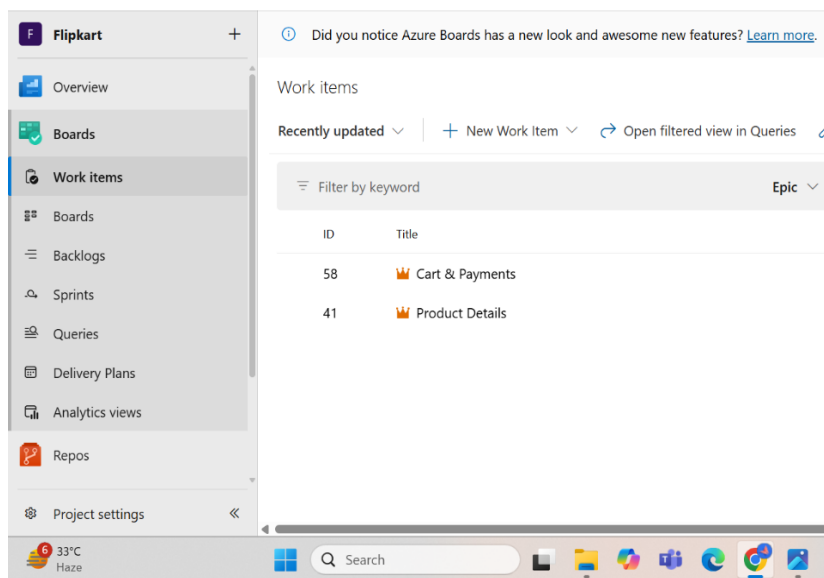 F Flipkart +
Did you notice Azure Boards has a new look and awesome new features? Learn more.
Overview
Work items
Boards
Recently updated
New Work Item
Open filtered view in Queries
Work items
Filter by keyword
Epic
Boards
ID Title
Backlogs
58 Cart & Payments
Sprints
41 Product Details
Queries
Delivery Plans
Analytics views
Repos
Project settings
6
33°C
Haze
Search